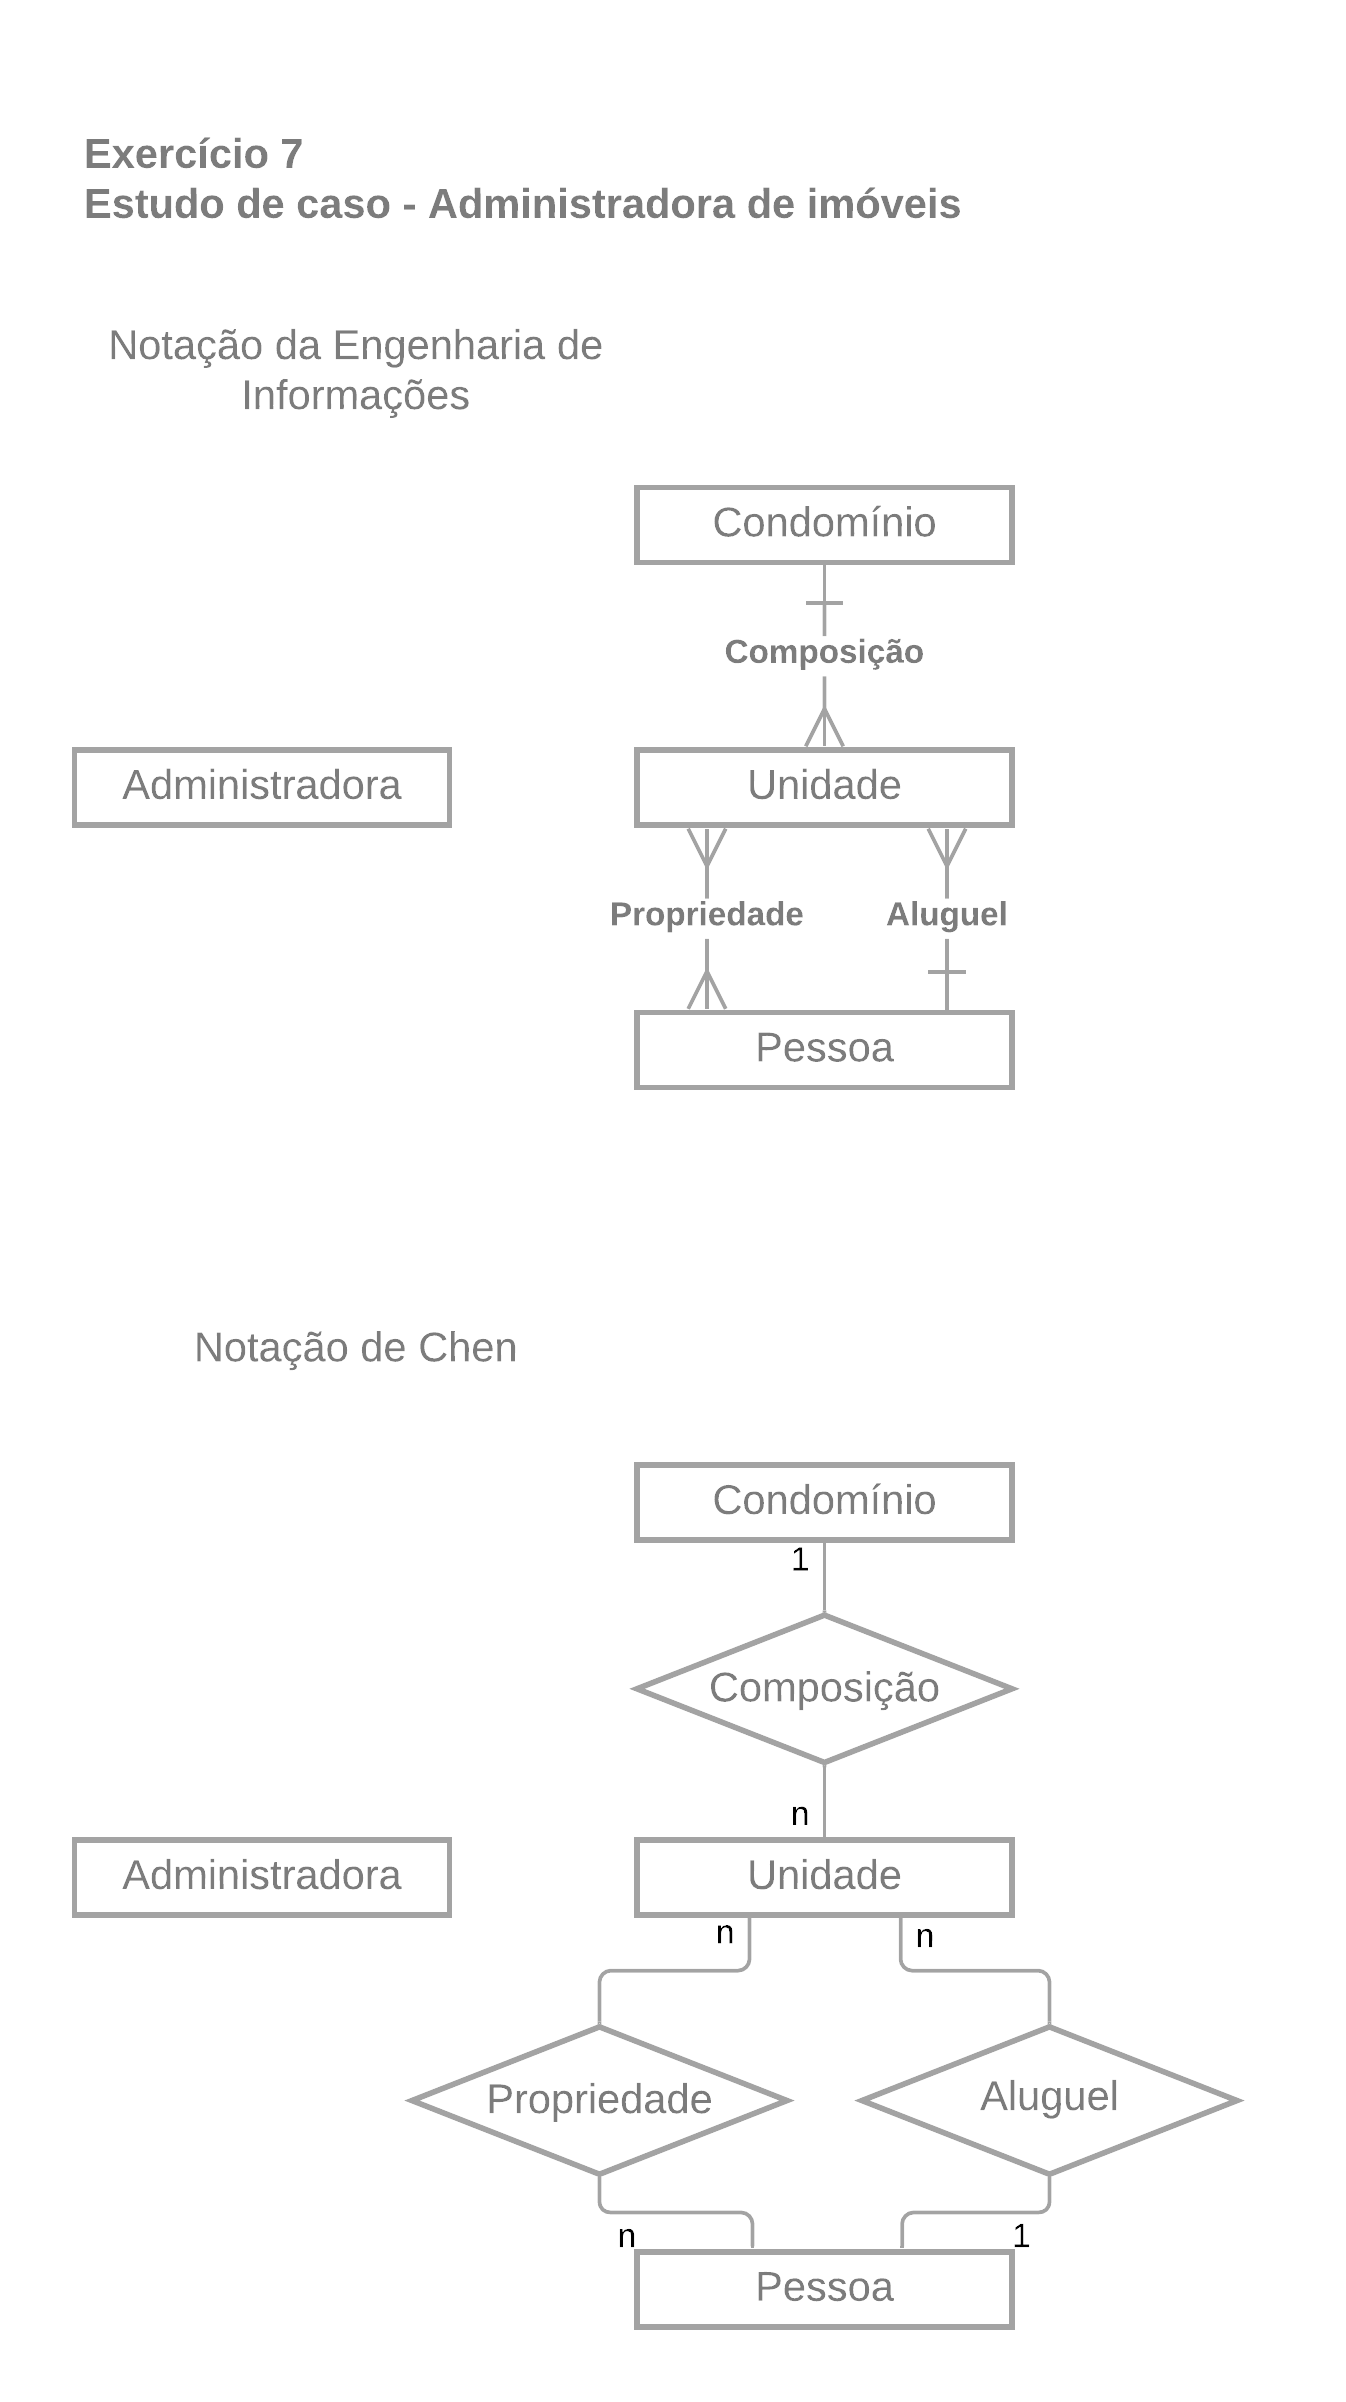 Exercício 7
Estudo de caso - Administradora de imóveis
Notação da Engenharia de
Informações
Condomínio
Composição
Administradora
Unidade
Propriedade
Aluguel
Pessoa
Notação de Chen
Condomínio
1
Composição
n
Administradora
Unidade
n
n
Propriedade
Aluguel
n
1
Pessoa